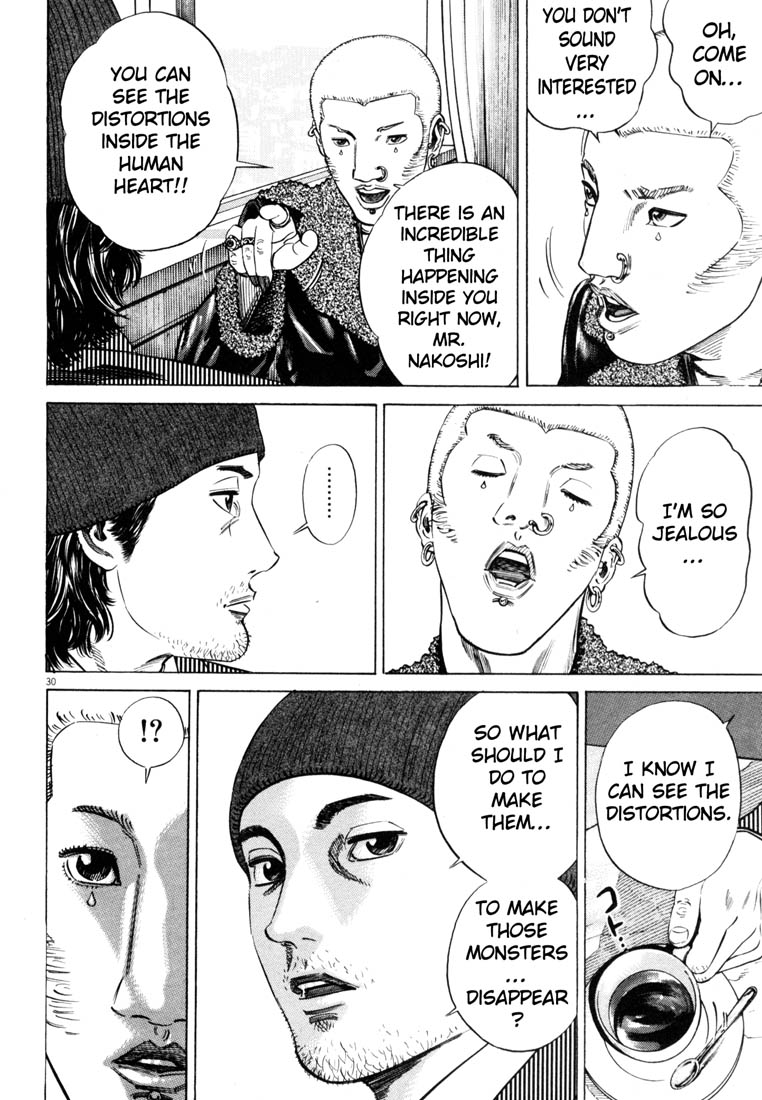 OH,
COME
ON...
YOU DON'T
SOUND
VERY
INTERESTED
...
THERE IS AN
INCREDIBLE
THING
HAPPENING
INSIDE YOU
RIGHT NOW,
MR.
NAKOSHI!
YOU CAN
SEE THE
DISTORTIONS
INSIDE THE
HUMAN
HEART!!
I'M SO
JEALOUS
...
........
30
I KNOW I
CAN SEE THE
DISTORTIONS.
コト...
SO WHAT
SHOULD I
DO TO
MAKE
THEM...
TO MAKE
THOSE
MONSTERS
...
DISAPPEAR
?
!?